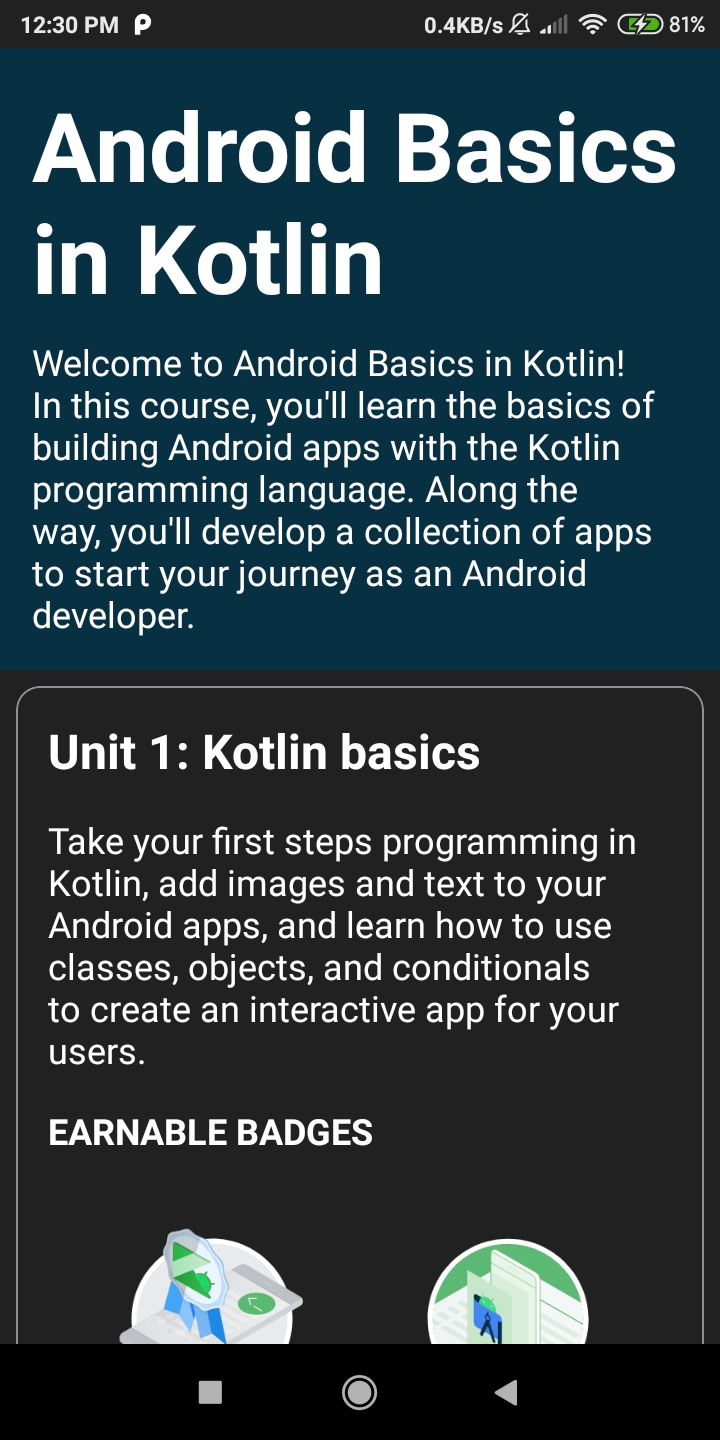 12:30 PM 0.4KB/s 81%
Android Basics
in Kotlin
Welcome to Android Basics in Kotlin!
In this course, you'll learn the basics of
building Android apps with the Kotlin
programming language. Along the
way, you'll develop a collection of apps
to start your journey as an Android
developer.
Unit 1: Kotlin basics
Take your first steps programming in
Kotlin, add images and text to your
Android apps, and learn how to use
classes, objects, and conditionals
to create an interactive app for your
users.
EARNABLE BADGES